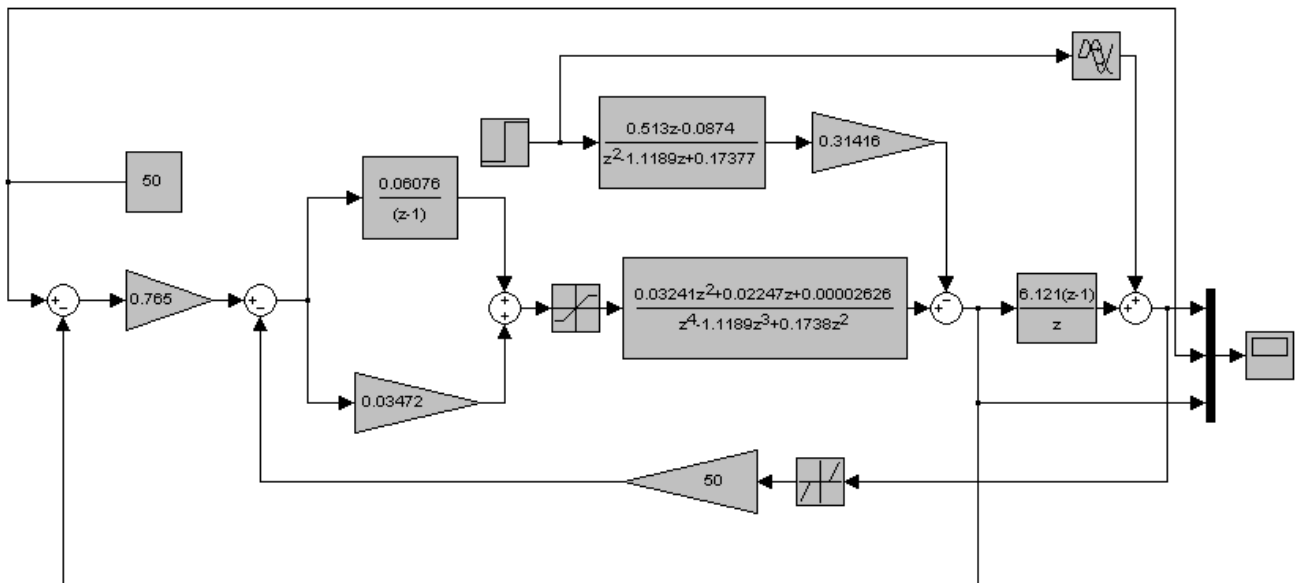 0.513z-0.0874
z2-1.1189z+0.17377
0.31416
50
0.06076
(z-1)
+
-
0.765
+
-
+
+
0.03241z2+0.02247z+0.00002626
z4-1.1189z3+0.1738z2
-
+
6.121(z-1)
z
+
+
0.03472
50